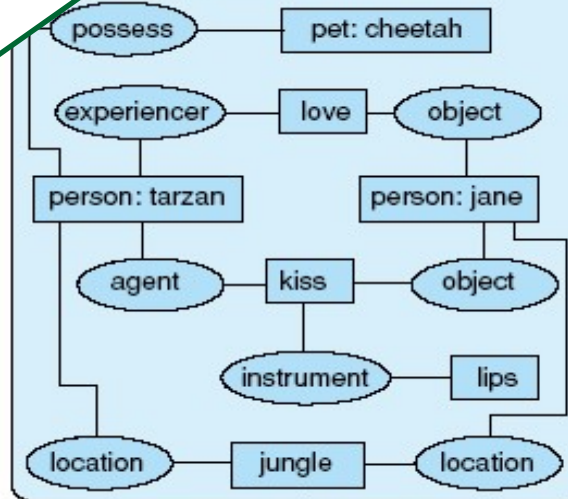 possess pet: cheetah
experiencer love object
person: tarzan person: jane
agent kiss object
instrument lips
location jungle location